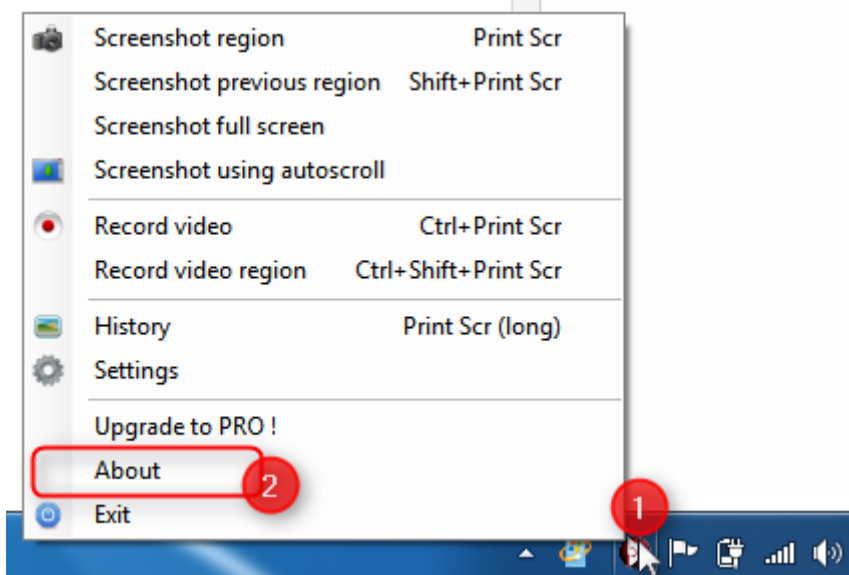 Screenshot region Print Scr
Screenshot previous region Shift+Print Scr
Screenshot full screen
Screenshot using autoscroll
Record video Ctrl+Print Scr
Record video region Ctrl+Shift+Print Scr
History Print Scr (long)
Settings
Upgrade to PRO !
About
2
Exit
1